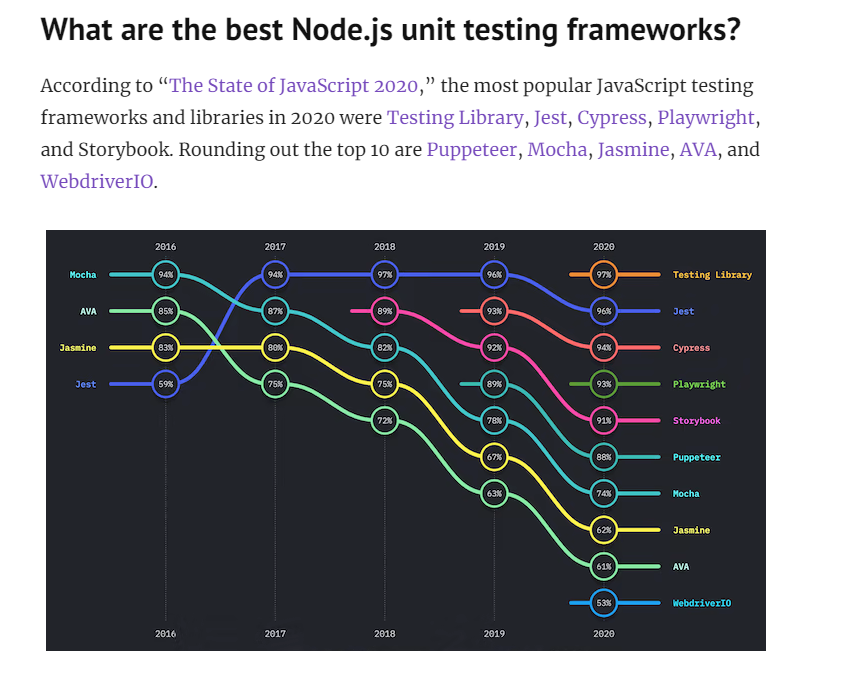 What are the best Node.js unit testing frameworks?
According to “The State of JavaScript 2020,” the most popular JavaScript testing
frameworks and libraries in 2020 were Testing Library, Jest, Cypress, Playwright,
and Storybook. Rounding out the top 10 are Puppeteer, Mocha, Jasmine, AVA, and
WebdriverIO.
2016 2017 2018 2019 2020
Mocha 94% 94% 97% 96% 97% Testing Library
AVA 85% 87% 89% 93% 96% Jest
Jasmine 83% 80% 82% 92% 94% Cypress
Jest 59% 75% 75% 89% 93% Playwright
72% 78% 91% Storybook
67% 88% Puppeteer
63% 74% Mocha
62% Jasmine
61% AVA
53% WebdriverIO
2016 2017 2018 2019 2020